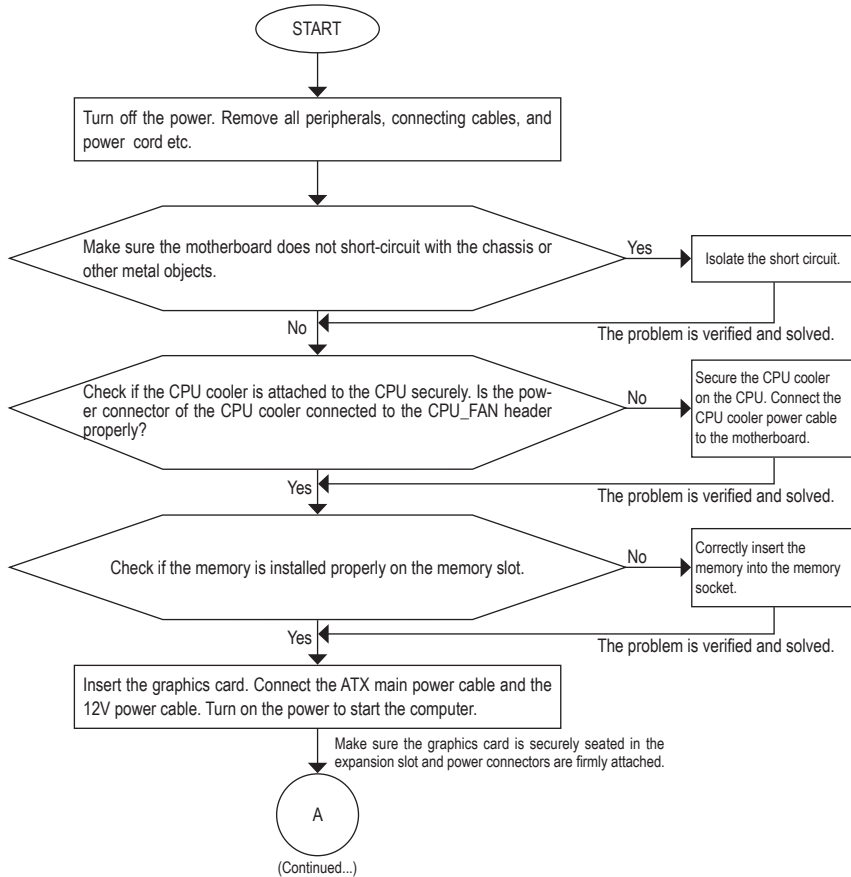 START
Turn off the power. Remove all peripherals, connecting cables, and
power cord etc.
Make sure the motherboard does not short-circuit with the chassis or
other metal objects.
Yes
Isolate the short circuit.
No
The problem is verified and solved.
Check if the CPU cooler is attached to the CPU securely. Is the pow-
er connector of the CPU cooler connected to the CPU_FAN header
properly?
No
Secure the CPU cooler
on the CPU. Connect the
CPU cooler power cable
to the motherboard.
Yes
The problem is verified and solved.
Check if the memory is installed properly on the memory slot.
No
Correctly insert the
memory into the memory
socket.
Yes
The problem is verified and solved.
Insert the graphics card. Connect the ATX main power cable and the
12V power cable. Turn on the power to start the computer.
Make sure the graphics card is securely seated in the
expansion slot and power connectors are firmly attached.
A
(Continued...)